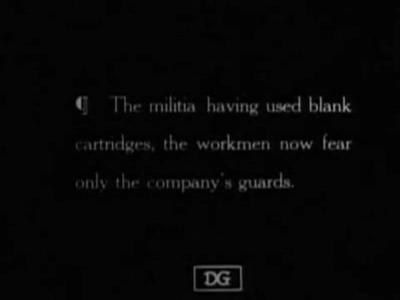 ¶ The militia having used blank
cartridges, the workmen now fear
only the company's guards.
DG